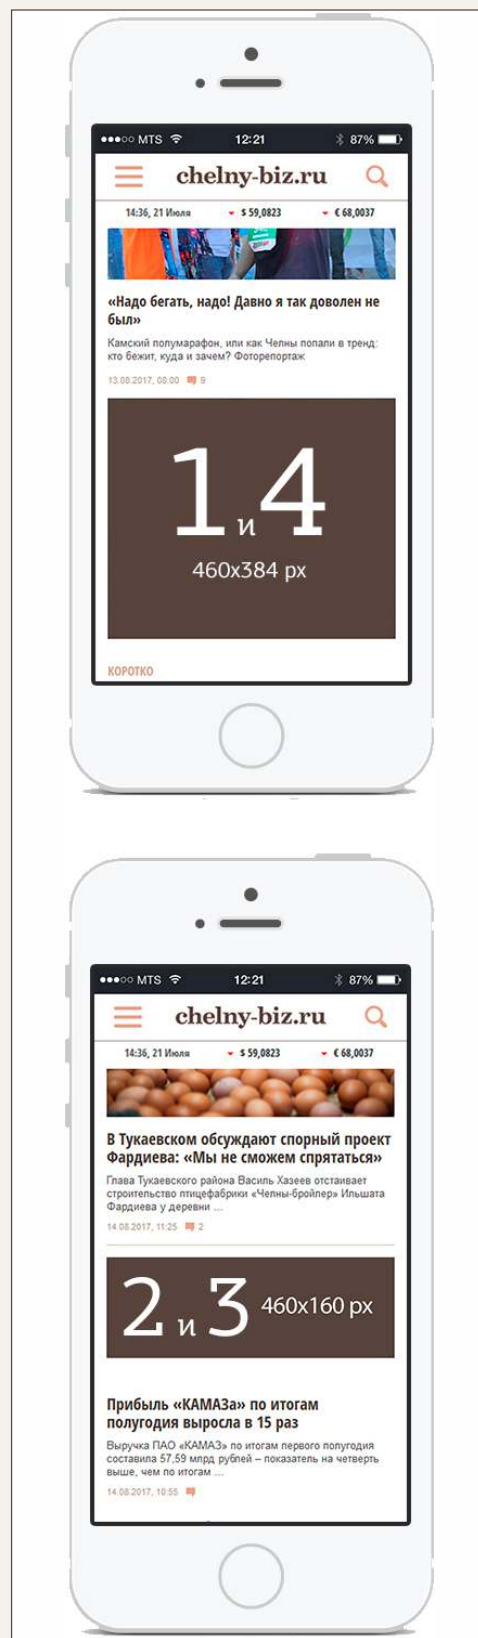 MTS 12:21 87%
chelny-biz.ru
14:36, 21 Июля $ 59,0823 € 68,0037
«Надо бегать, надо! Давно я так доволен не
был»
Камский полумарафон, или как Челны попали в тренд:
кто бежит, куда и зачем? Фоторепортаж
13.08.2017, 08:00 9
1 и 4
460x384 px
КОРОТКО
MTS 12:21 87%
chelny-biz.ru
14:36, 21 Июля $ 59,0823 € 68,0037
В Тукаевском обсуждают спорный проект
Фардиева: «Мы не сможем спрятаться»
Глава Тукаевского района Василь Хазеев отстаивает
строительство птицефабрики «Челны-бройлер» Ильшата
Фардиева у деревни ...
14.08.2017, 11:25 2
2 и 3 460x160 px
Прибыль «КАМАЗа» по итогам
полугодия выросла в 15 раз
Выручка ПАО «КАМАЗ» по итогам первого полугодия
составила 57,59 млрд рублей – показатель на четверть
выше, чем по итогам ...
14.08.2017, 10:55